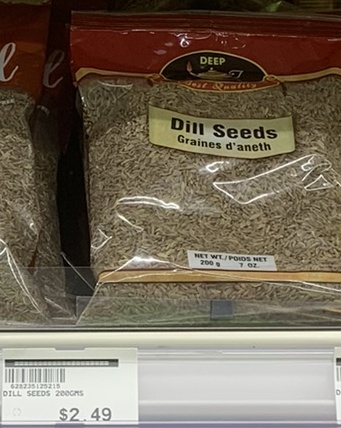 DEEP
Best Quality
Dill Seeds
Graines d'aneth
NET WT./POIDS NET
200 g 7 OZ.
628235125215
DILL SEEDS 200GMS
$2.49